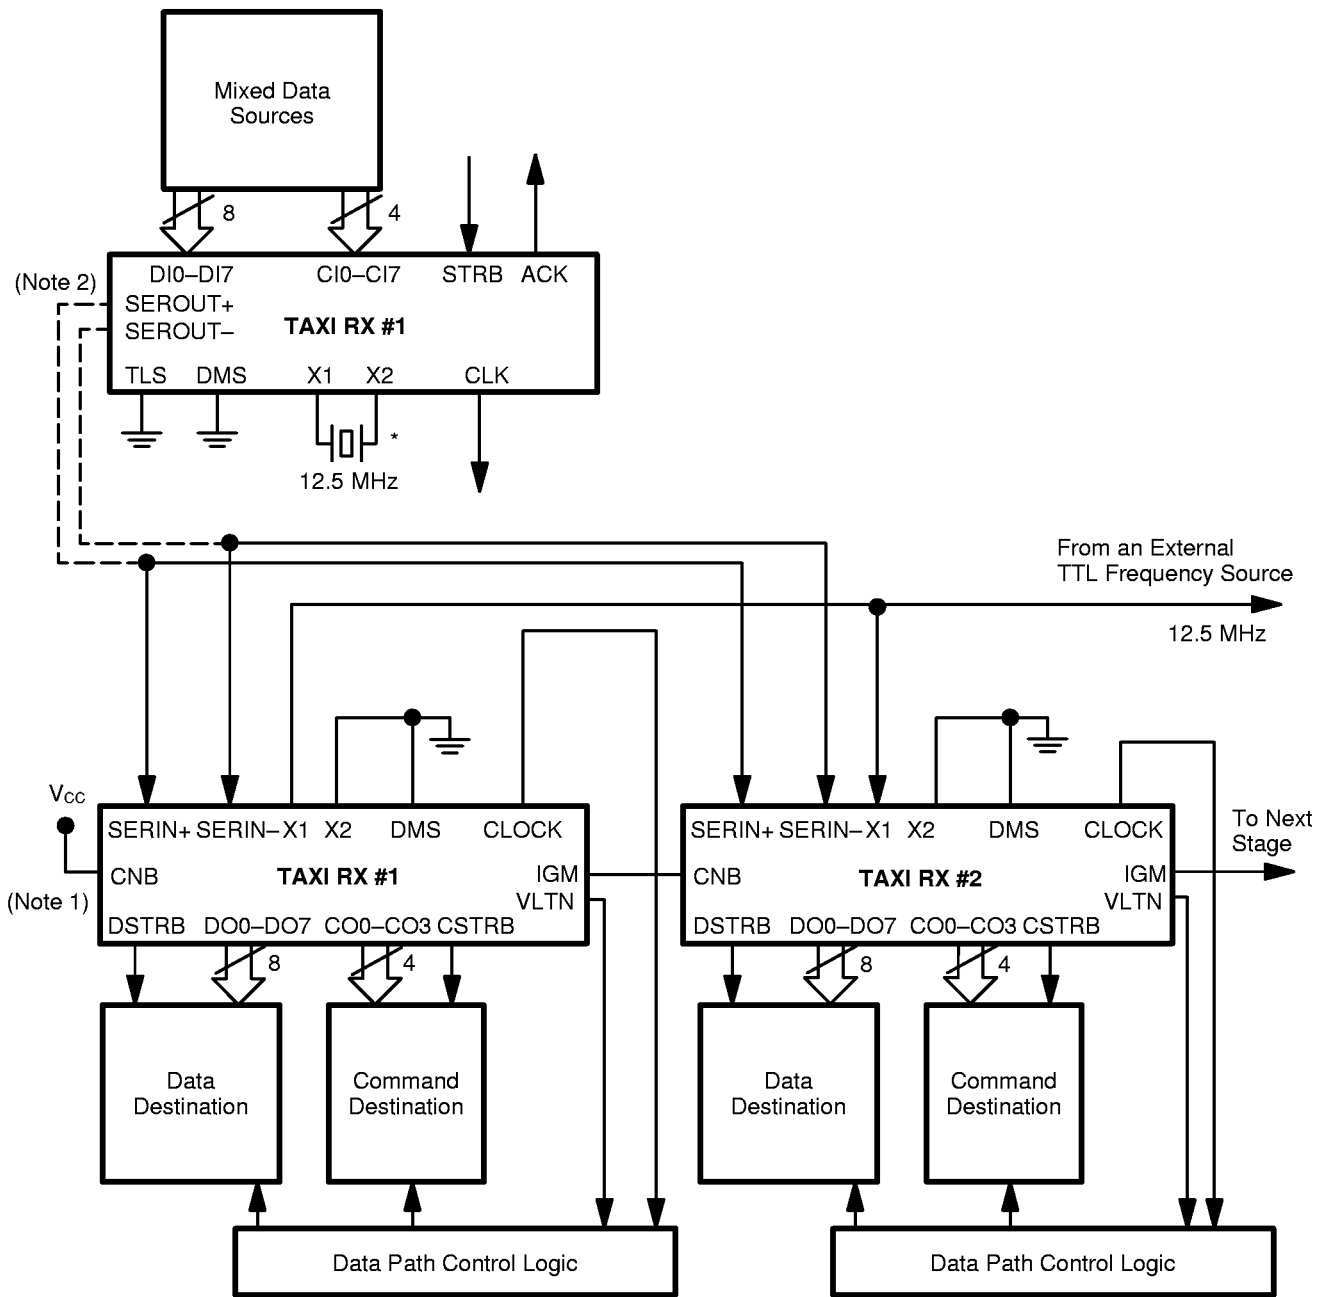 Mixed Data
Sources
8
4
(Note 2)
DI0–DI7
CI0–CI7
STRB
ACK
SEROUT+
SEROUT–
TAXI RX #1
TLS
DMS
X1
X2
CLK
*
12.5 MHz
From an External
TTL Frequency Source
12.5 MHz
VCC
SERIN+
SERIN–
X1
X2
DMS
CLOCK
CNB
TAXI RX #1
IGM
(Note 1)
VLTN
DSTRB
DO0–DO7
CO0–CO3
CSTRB
8
4
Data
Destination
Command
Destination
Data Path Control Logic
SERIN+
SERIN–
X1
X2
DMS
CLOCK
To Next
Stage
CNB
TAXI RX #2
IGM
VLTN
DSTRB
DO0–DO7
CO0–CO3
CSTRB
8
4
Data
Destination
Command
Destination
Data Path Control Logic